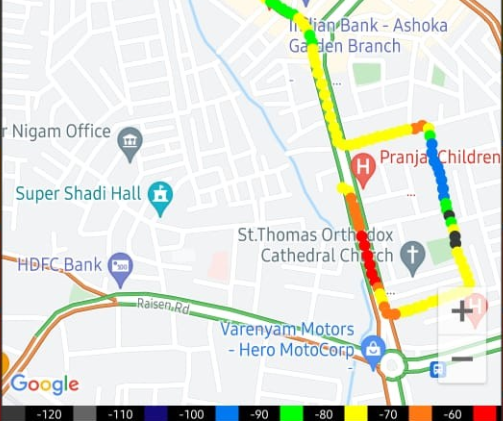 Indian Bank - Ashoka
Garden Branch
r Nigam Office
Pranja Children
H
Super Shadi Hall
St.Thomas Orthodox
Cathedral Church
HDFC Bank
Raisen Rd
H
+
Varenyam Motors
- Hero MotoCorp
−
Google
-120 -110 -100 -90 -80 -70 -60